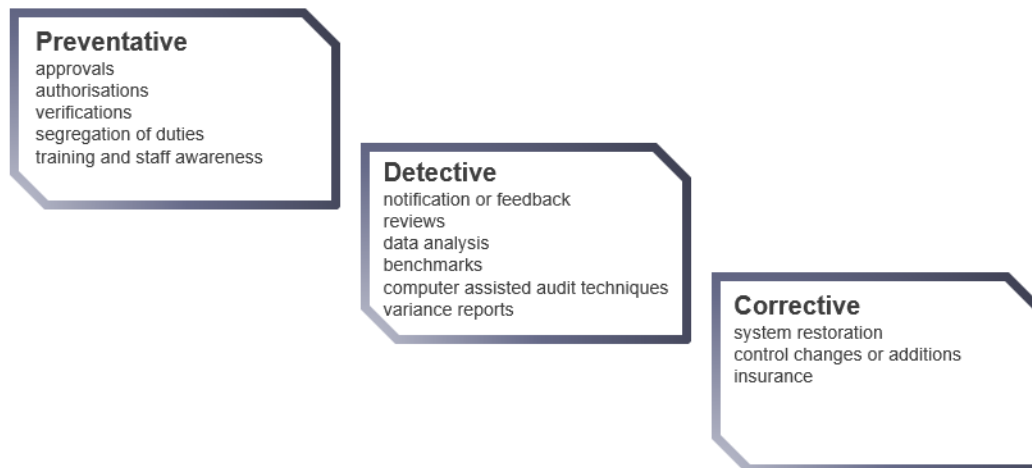 Preventative
approvals
authorisations
verifications
segregation of duties
training and staff awareness
Detective
notification or feedback
reviews
data analysis
benchmarks
computer assisted audit techniques
variance reports
Corrective
system restoration
control changes or additions
insurance